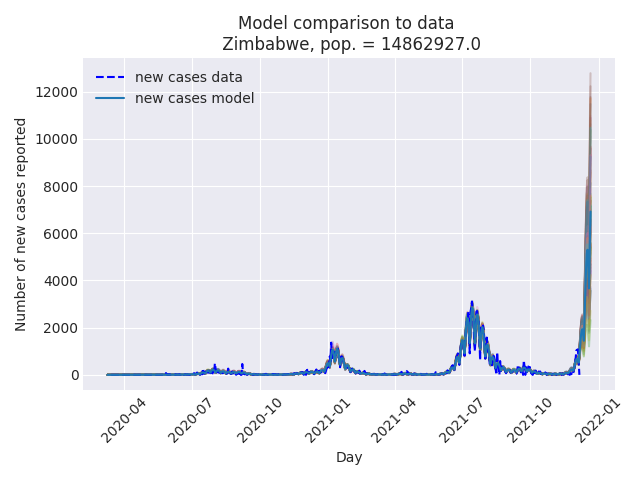 Model comparison to data
Zimbabwe, pop. = 14862927.0
new cases data
new cases model
Number of new cases reported
12000
10000
8000
6000
4000
2000
0
2020-04
2020-07
2020-10
2021-01
2021-04
2021-07
2021-10
2022-01
Day